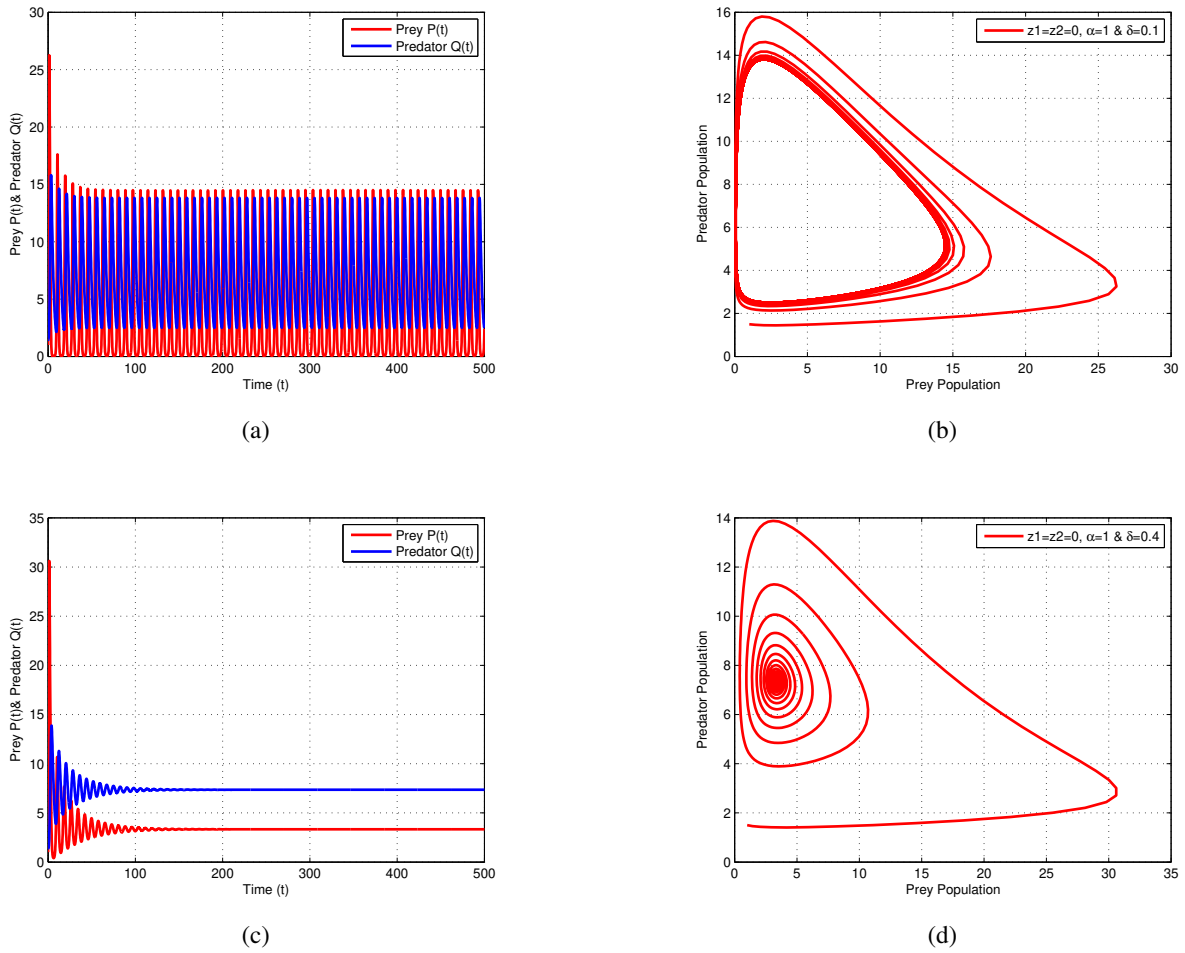 30
25
20
15
10
5
0
0 100 200 300 400 500
Time (t)
Prey P(t)& Predator Q(t)
Prey P(t)
Predator Q(t)
(a)
16
14
12
10
8
6
4
2
0
0 5 10 15 20 25 30
Prey Population
Predator Population
z1=z2=0, α=1 & δ=0.1
(b)
35
30
25
20
15
10
5
0
0 100 200 300 400 500
Time (t)
Prey P(t)& Predator Q(t)
Prey P(t)
Predator Q(t)
(c)
14
12
10
8
6
4
2
0
0 5 10 15 20 25 30 35
Prey Population
Predator Population
z1=z2=0, α=1 & δ=0.4
(d)